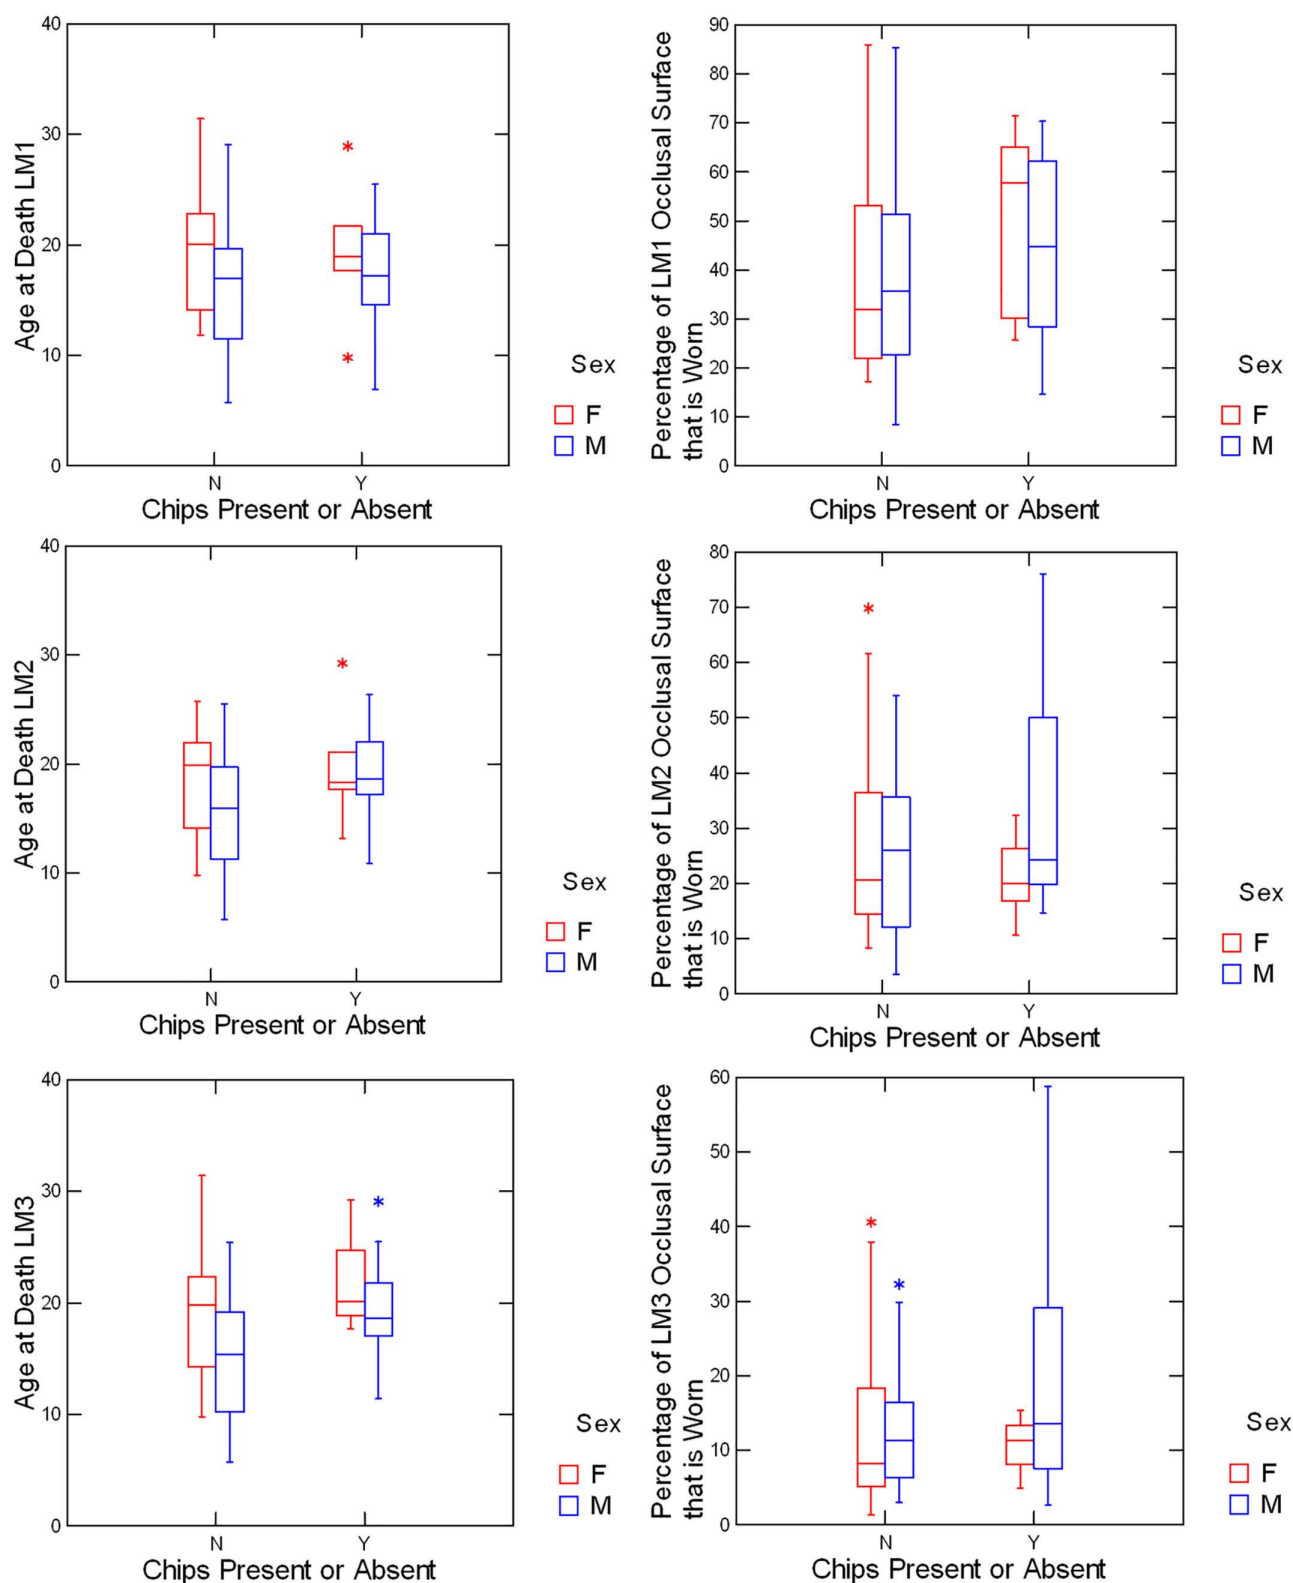 Age at Death LM1
40
30
20
10
0
N Y
Chips Present or Absent
Sex
F
M
Percentage of LM1 Occlusal Surface
that is Worn
90
80
70
60
50
40
30
20
10
0
N Y
Chips Present or Absent
Sex
F
M
Age at Death LM2
40
30
20
10
0
N Y
Chips Present or Absent
Sex
F
M
Percentage of LM2 Occlusal Surface
that is Worn
80
70
60
50
40
30
20
10
0
N Y
Chips Present or Absent
Sex
F
M
Age at Death LM3
40
30
20
10
0
N Y
Chips Present or Absent
Sex
F
M
Percentage of LM3 Occlusal Surface
that is Worn
60
50
40
30
20
10
0
N Y
Chips Present or Absent
Sex
F
M